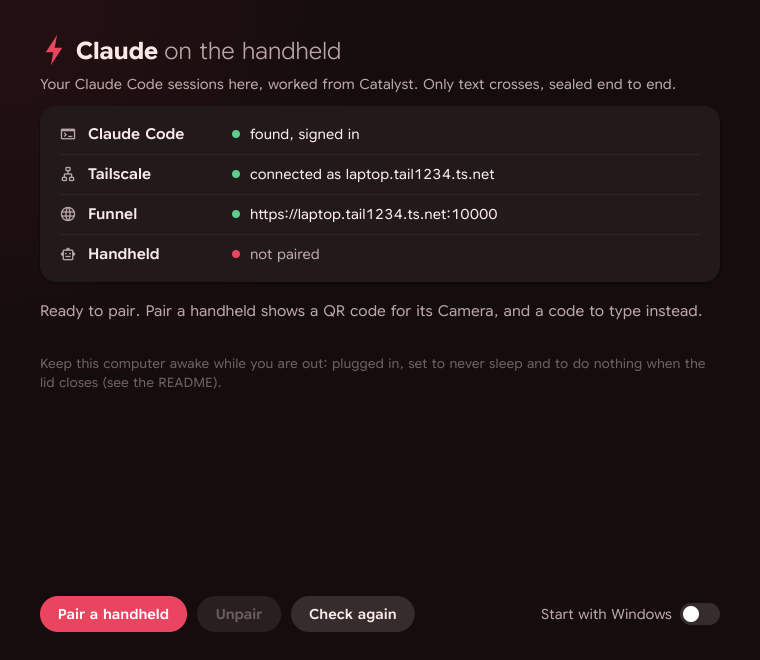 Claude on the handheld
Your Claude Code sessions here, worked from Catalyst. Only text crosses, sealed end to end.
Claude Code found, signed in
Tailscale connected as laptop.tail1234.ts.net
Funnel https://laptop.tail1234.ts.net:10000
Handheld not paired
Ready to pair. Pair a handheld shows a QR code for its Camera, and a code to type instead.
Keep this computer awake while you are out: plugged in, set to never sleep and to do nothing when the
lid closes (see the README).
Pair a handheld Unpair Check again Start with Windows